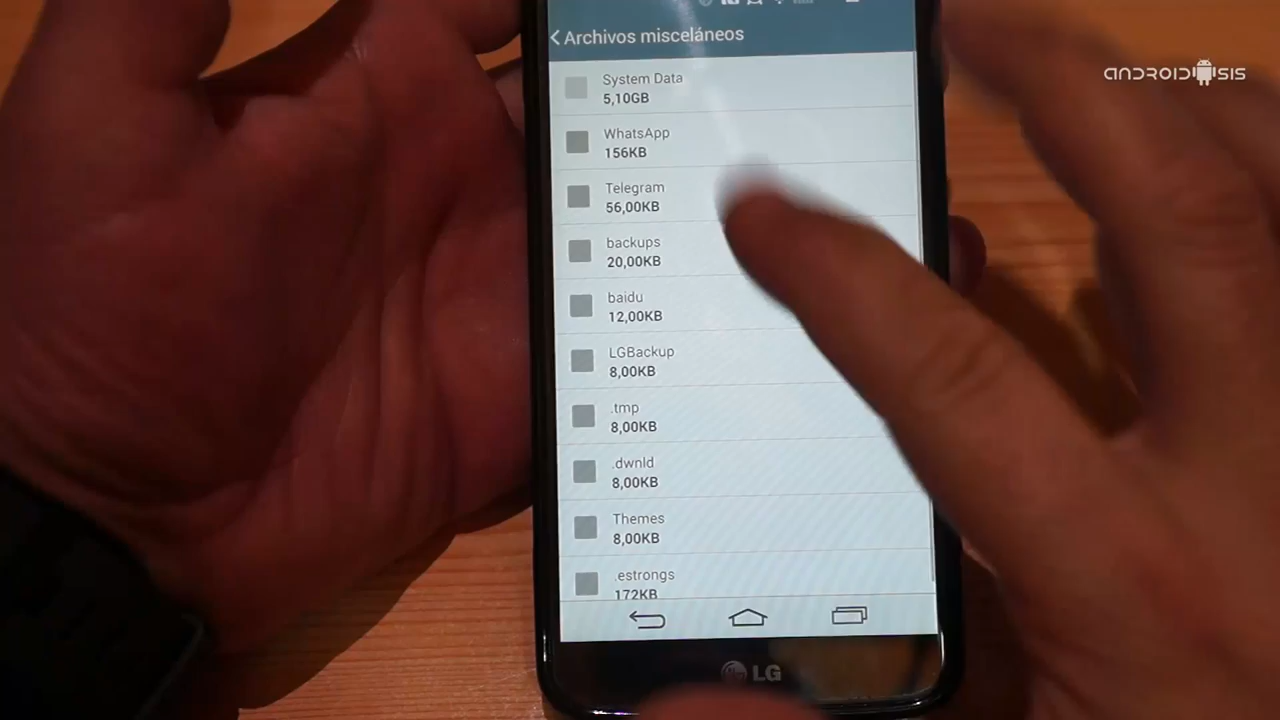 Archivos misceláneos
ANDROIDSIS
System Data
5,10GB
WhatsApp
156KB
Telegram
56,00KB
backups
20,00KB
baidu
12,00KB
LGBackup
8,00KB
.tmp
8,00KB
.dwnld
8,00KB
Themes
8,00KB
.estrongs
172KB
LG